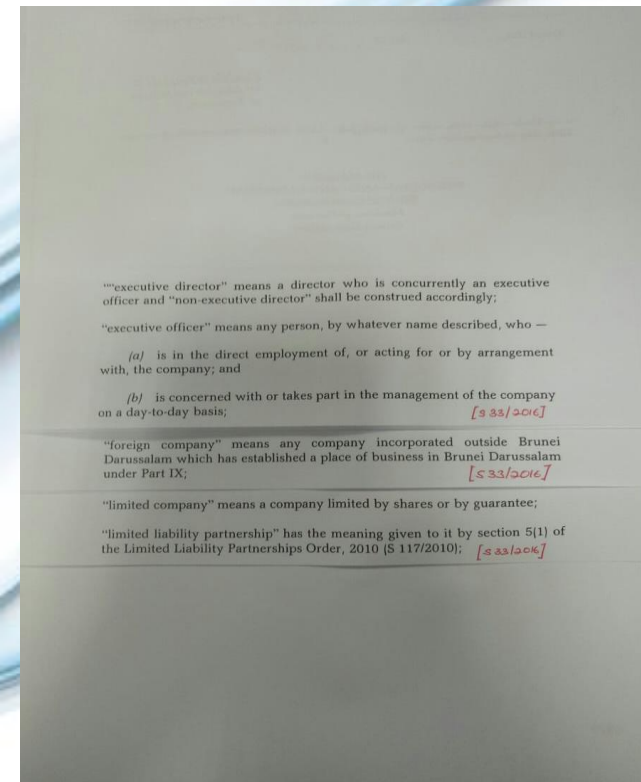 ""executive director" means a director who is concurrently an executive
officer and "non-executive director" shall be construed accordingly;
"executive officer" means any person, by whatever name described, who —
(a) is in the direct employment of, or acting for or by arrangement
with, the company; and
(b) is concerned with or takes part in the management of the company
on a day-to-day basis; [S 33/2016]
"foreign company" means any company incorporated outside Brunei
Darussalam which has established a place of business in Brunei Darussalam
under Part IX; [S 33/2016]
"limited company" means a company limited by shares or by guarantee;
"limited liability partnership" has the meaning given to it by section 5(1) of
the Limited Liability Partnerships Order, 2010 (S 117/2010); [S 33/2016]